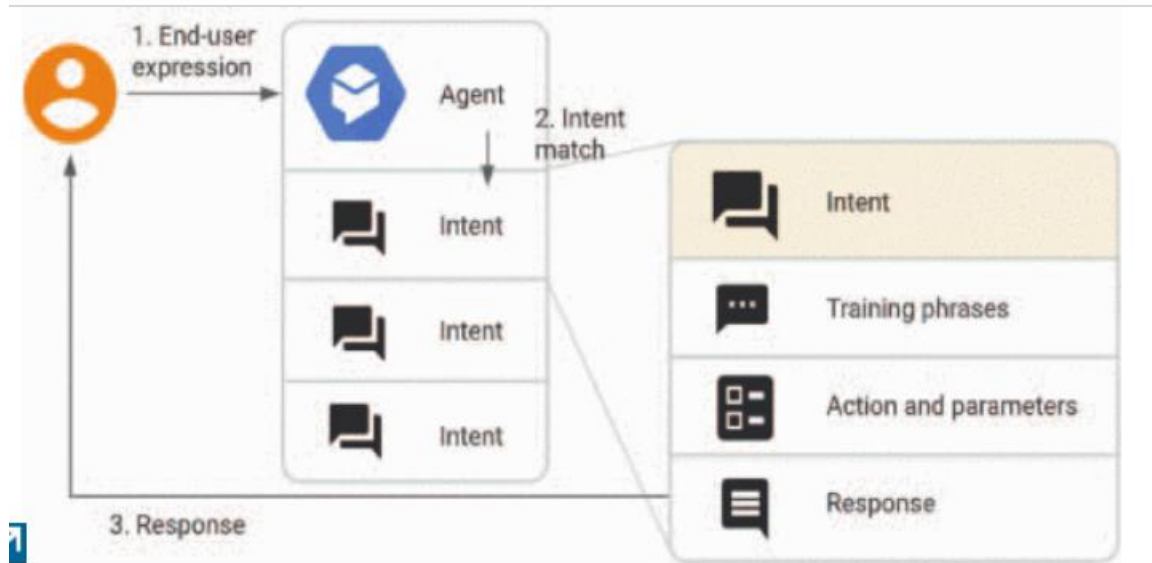 1. End-user
expression
Agent
2. Intent
match
Intent
Intent
Intent
Intent
Training phrases
Action and parameters
Response
3. Response